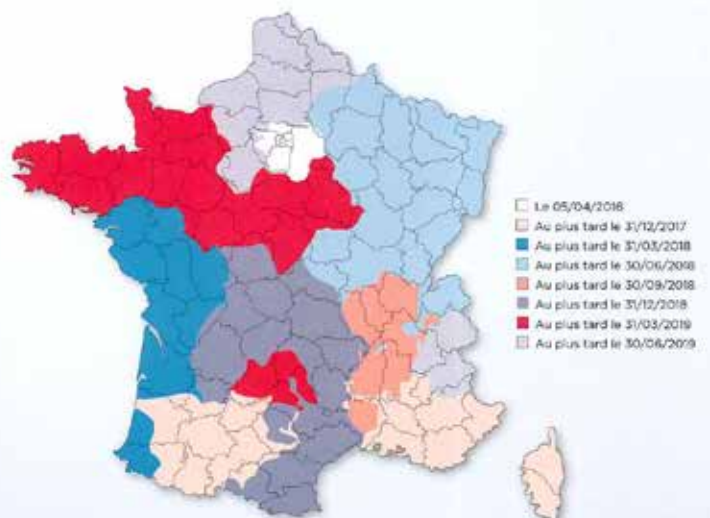 Le 05/04/2016
Au plus tard le 31/12/2017
Au plus tard le 31/03/2018
Au plus tard le 30/06/2018
Au plus tard le 30/09/2018
Au plus tard le 31/12/2018
Au plus tard le 31/03/2019
Au plus tard le 30/06/2019